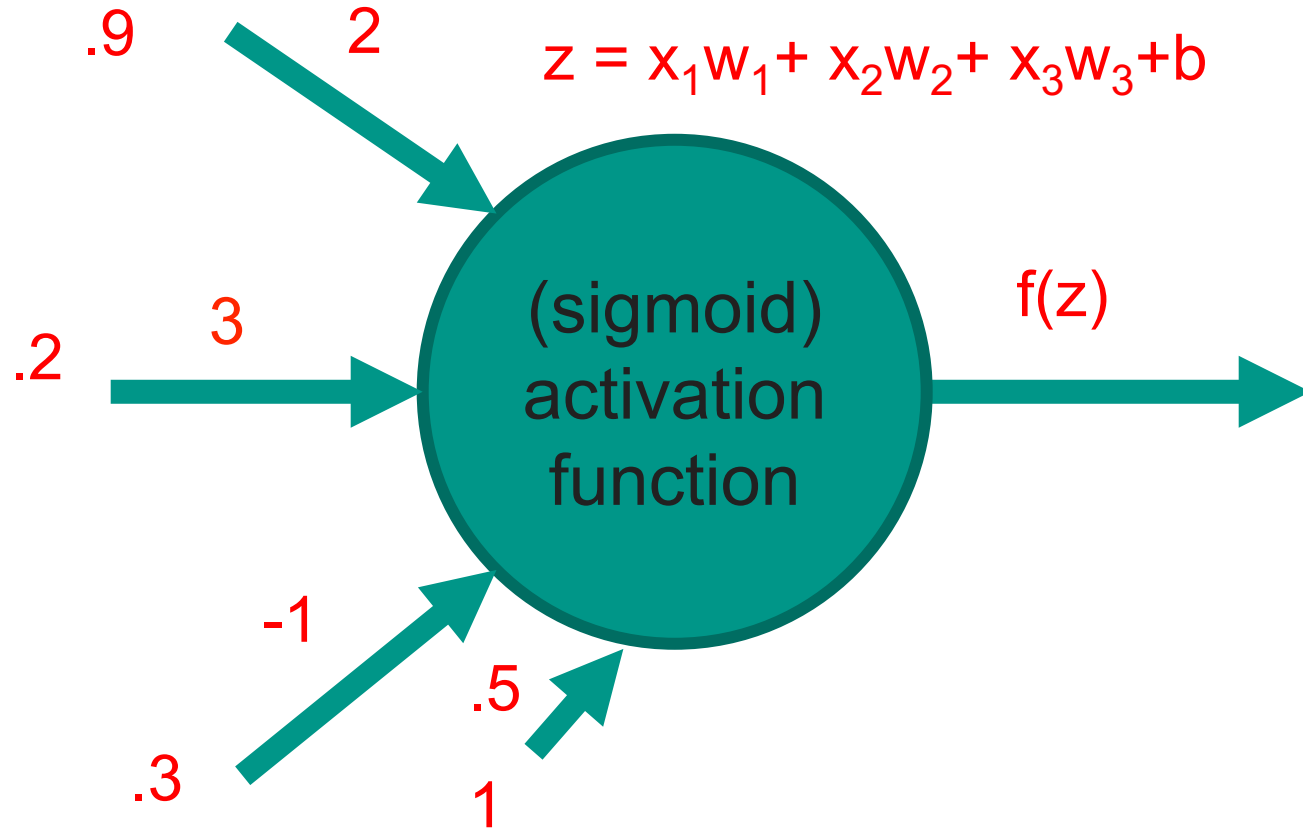 .9
2
z = x₁w₁+ x₂w₂+ x₃w₃+b
(sigmoid)
activation
function
f(z)
3
.2
-1
.5
.3
1